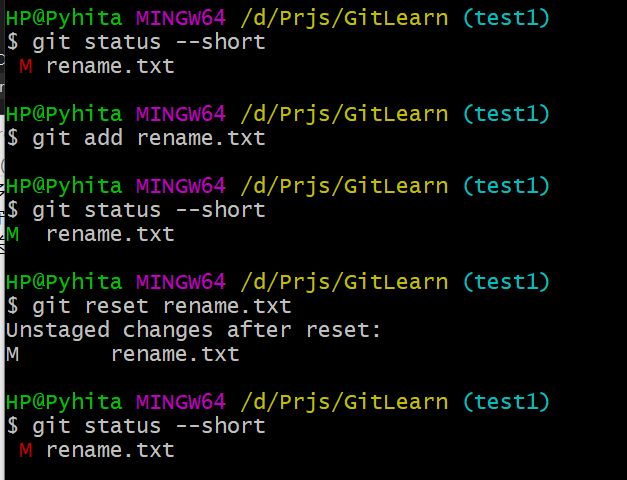 HP@Pyhita MINGW64 /d/Prjs/GitLearn (test1)
$ git status --short
 M rename.txt
HP@Pyhita MINGW64 /d/Prjs/GitLearn (test1)
$ git add rename.txt
HP@Pyhita MINGW64 /d/Prjs/GitLearn (test1)
$ git status --short
M  rename.txt
HP@Pyhita MINGW64 /d/Prjs/GitLearn (test1)
$ git reset rename.txt
Unstaged changes after reset:
M       rename.txt
HP@Pyhita MINGW64 /d/Prjs/GitLearn (test1)
$ git status --short
 M rename.txt